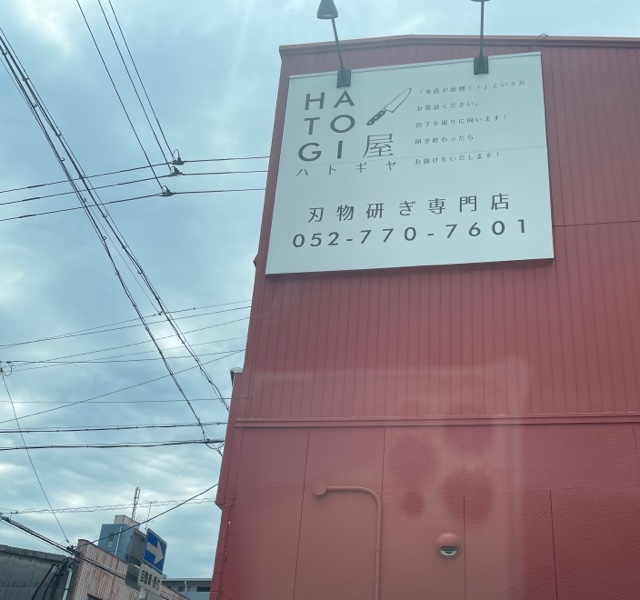 HA
TO
GI屋
ハトギヤ
「来店が面倒！！」という方
お電話ください。
包丁を取りに伺います！
研ぎ終わったら
お届けもいたします！
刃物研ぎ専門店
052-770-7601